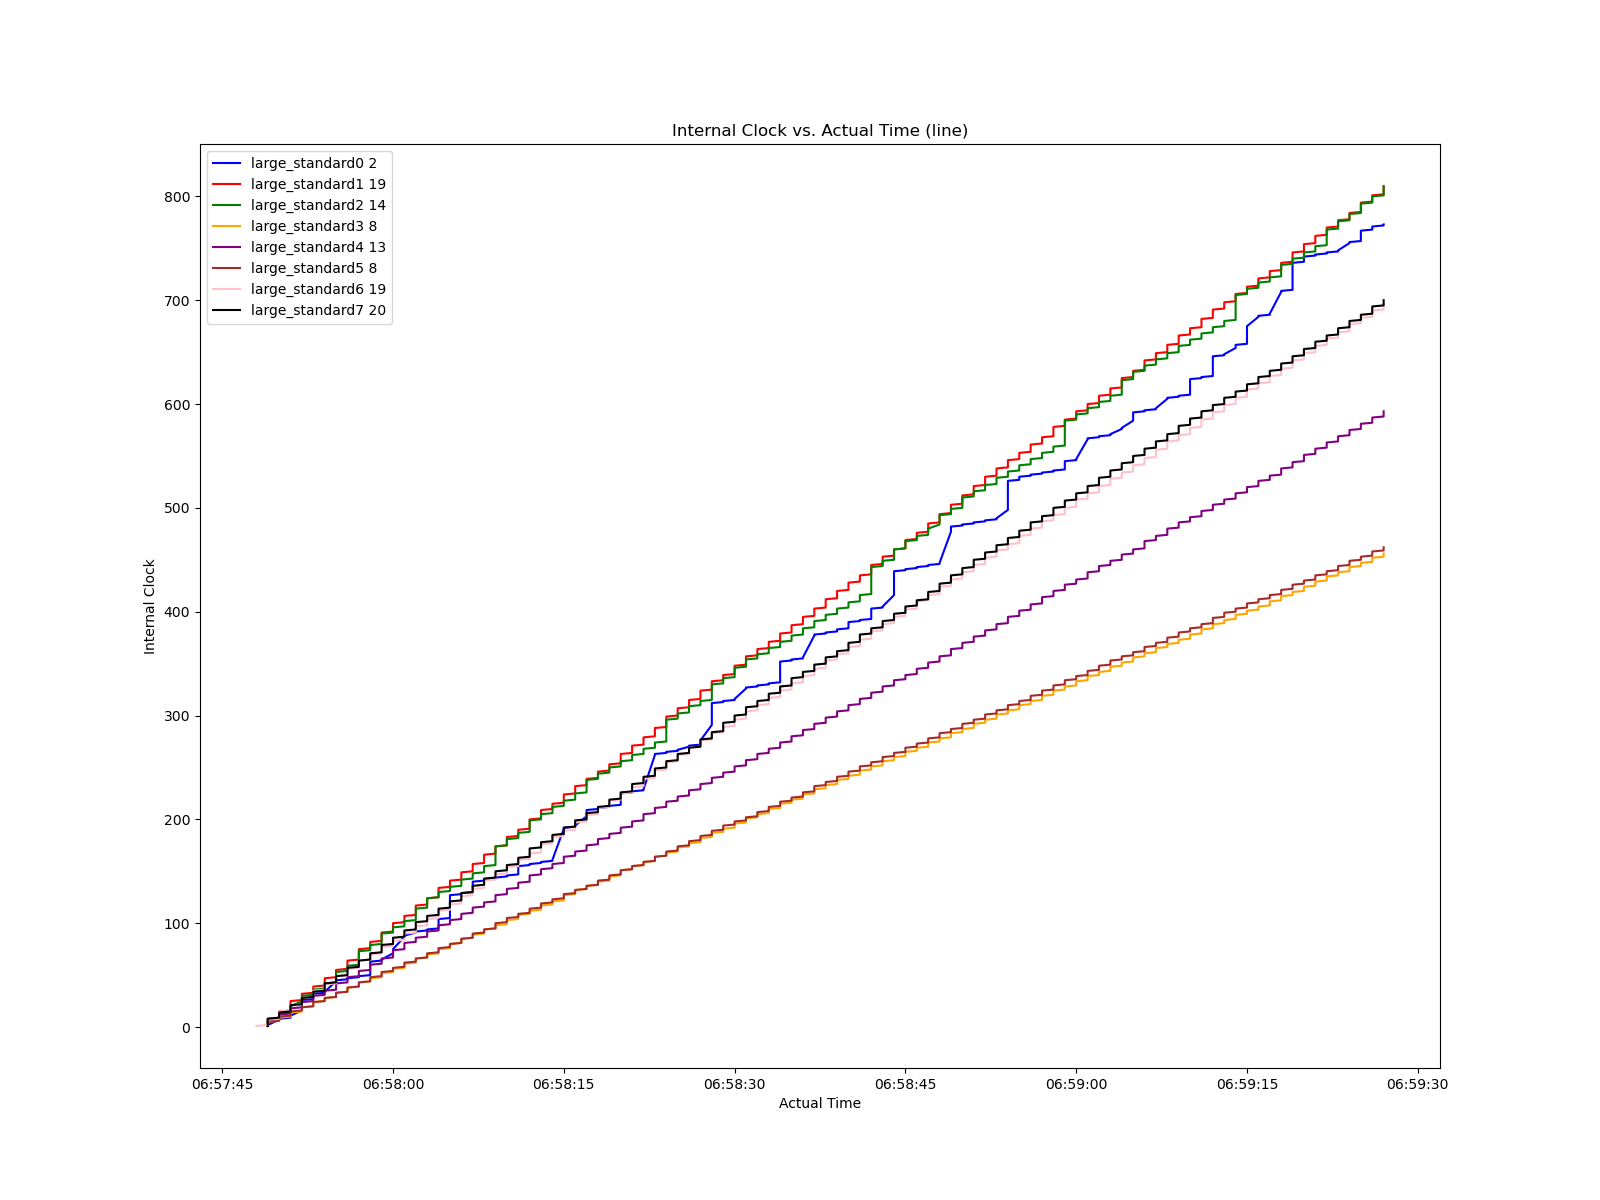 Internal Clock vs. Actual Time (line)
large_standard0 2
large_standard1 19
large_standard2 14
large_standard3 8
large_standard4 13
large_standard5 8
large_standard6 19
large_standard7 20
800
700
600
500
400
300
200
100
0
Internal Clock
06:57:45 06:58:00 06:58:15 06:58:30 06:58:45 06:59:00 06:59:15 06:59:30
Actual Time